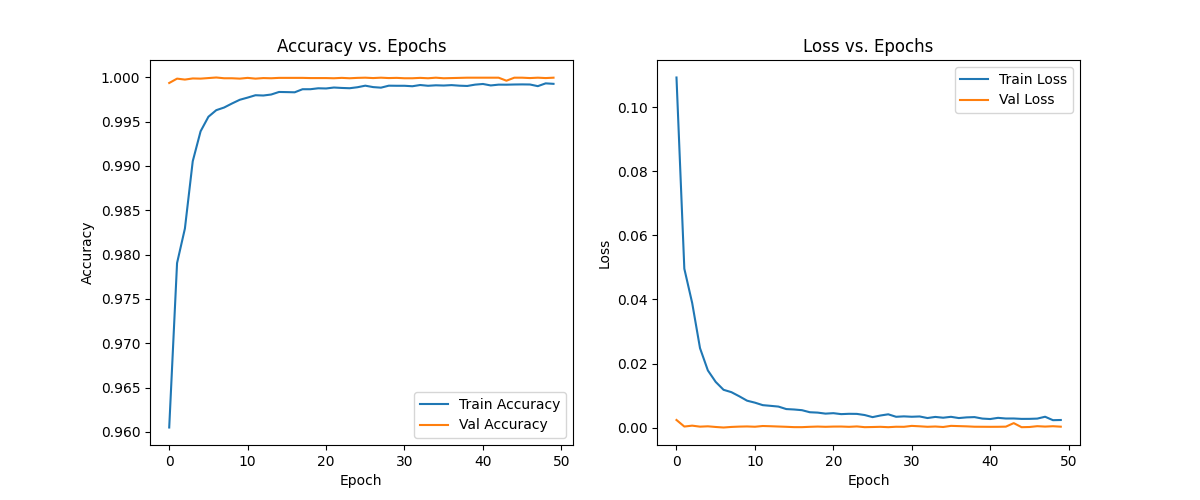 Accuracy vs. Epochs
1.000
0.995
0.990
0.985
0.980
0.975
0.970
0.965
0.960
Accuracy
0
10
20
30
40
50
Epoch
Train Accuracy
Val Accuracy
Loss vs. Epochs
0.10
0.08
0.06
0.04
0.02
0.00
Loss
0
10
20
30
40
50
Epoch
Train Loss
Val Loss